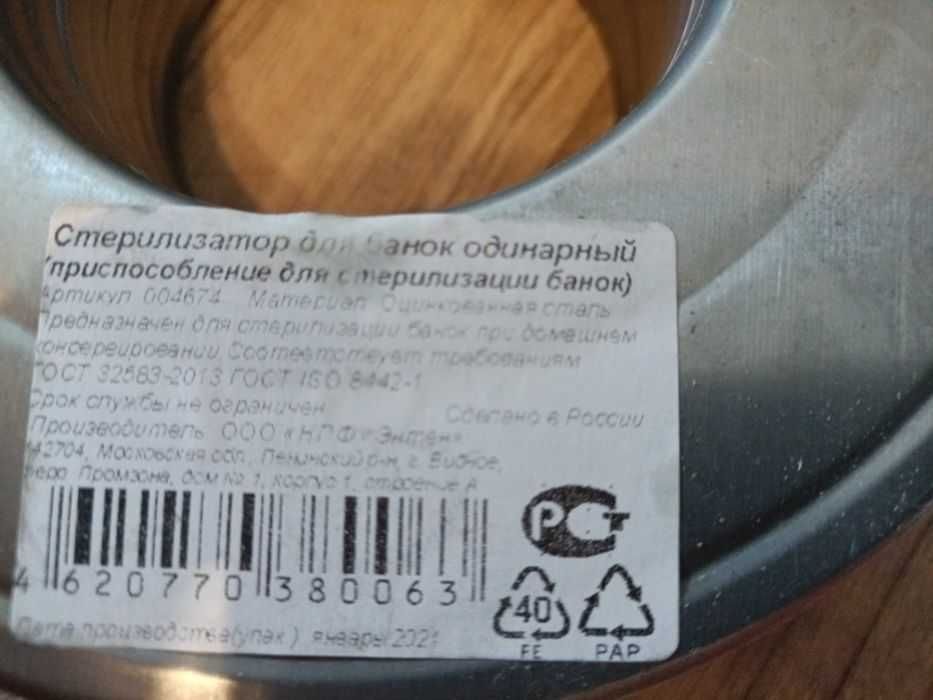 Стерилизатор для банок одинарный
(приспособление для стерилизации банок)
Артикул 004674 Материал Оцинкованная сталь
Предназначен для стерилизации банок при домашнем
консервировании. Соответствует требованиям
ГОСТ 32583-2013 ГОСТ ISO 8442-1
Срок службы не ограничен Сделано в России
Производитель ООО «НПФ «Энтен»
142704, Московская обл., Ленинский р-н, г. Видное,
Промзона, дом № 1, корпус 1, строение А
4 620770 380063
РСТ
40
FE
PAP
Дата производства(упак.) январь 2021